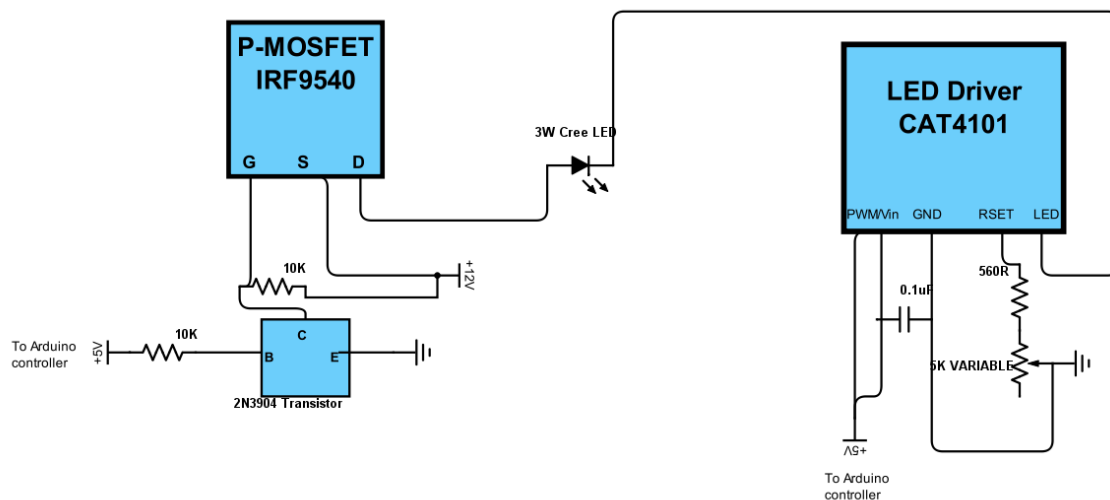 P-MOSFET
IRF9540
G S D
3W Cree LED
LED Driver
CAT4101
PWM/Vin GND RSET LED
10K
+12V
560R
0.1uF
5K VARIABLE
To Arduino
controller
+5V
10K
C
B E
2N3904 Transistor
+5V
To Arduino
controller